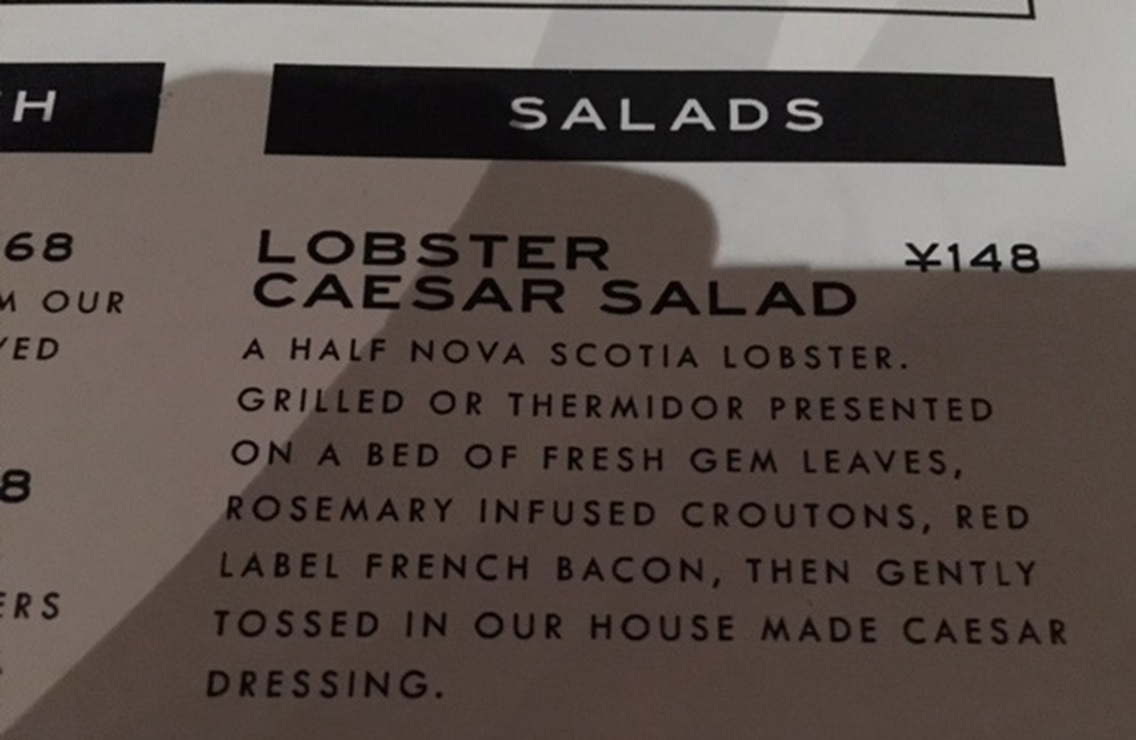 H
SALADS
68
LOBSTER
¥148
CAESAR SALAD
OUR
A HALF NOVA SCOTIA LOBSTER.
GRILLED OR THERMIDOR PRESENTED
ON A BED OF FRESH GEM LEAVES,
8
ROSEMARY INFUSED CROUTONS, RED
LABEL FRENCH BACON, THEN GENTLY
TOSSED IN OUR HOUSE MADE CAESAR
DRESSING.